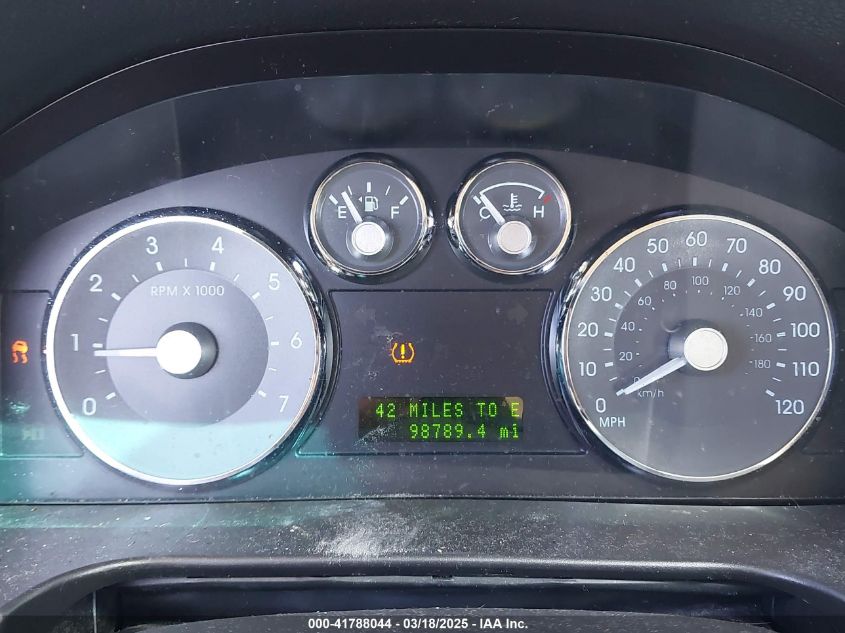 E F
C H
0 1 2 3 4 5 6 7
RPM X 1000
0 10 20 30 40 50 60 70 80 90 100 110 120
MPH
20 40 60 80 100 120 140 160 180
km/h
42 MILES TO E
98789.4 mi
000-41788044 / 03/18/2025 - IAA Inc.